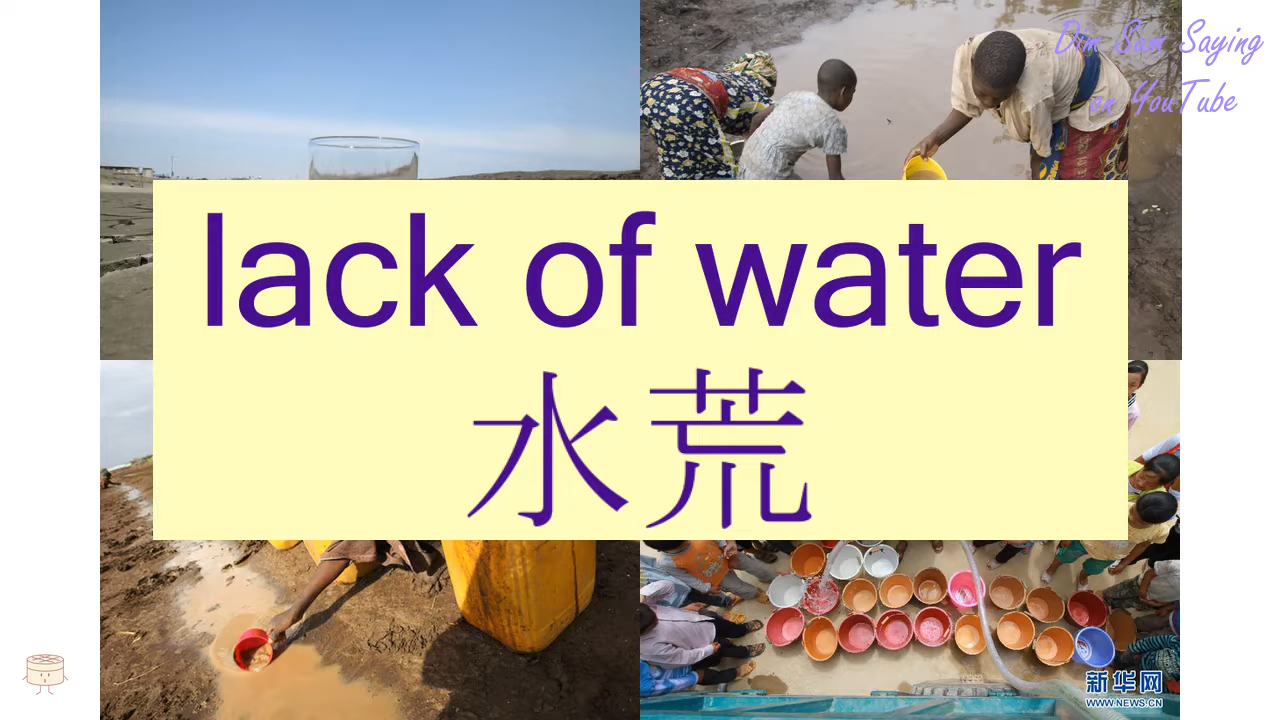 Dim Sum Saying
on YouTube
lack of water
水荒
新华网
WWW.NEWS.CN